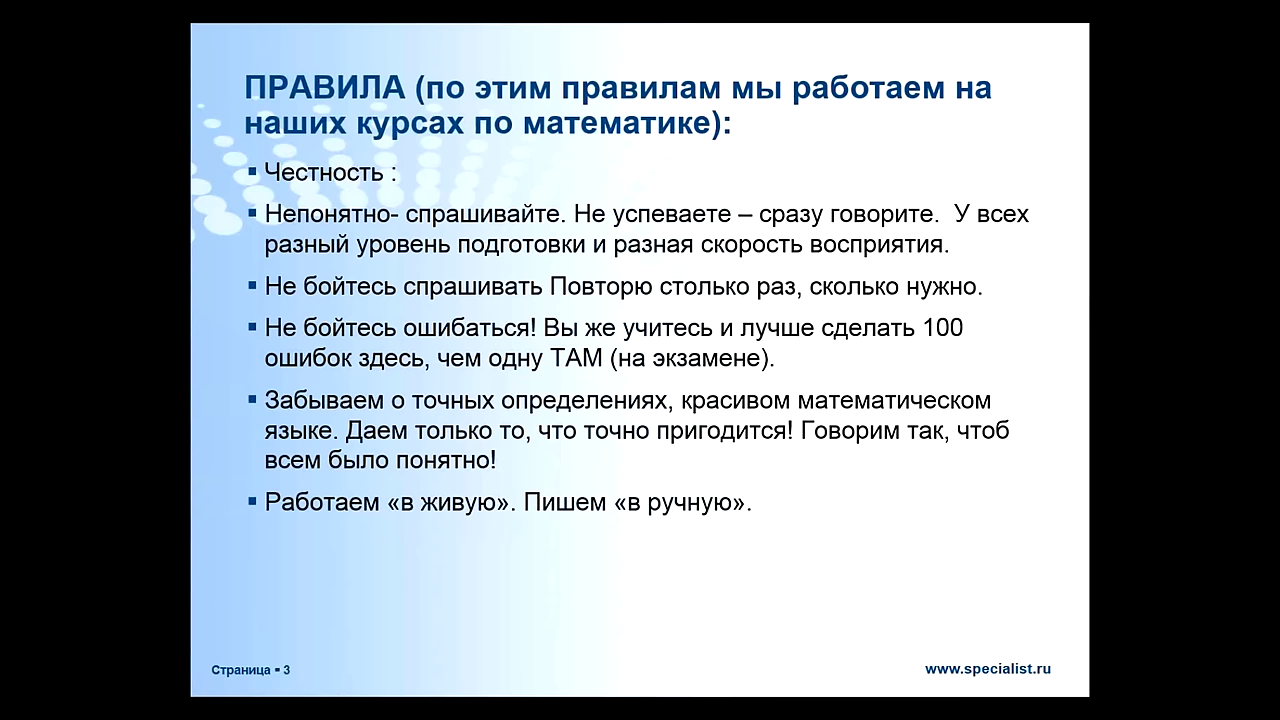 ПРАВИЛА (по этим правилам мы работаем на
наших курсах по математике):
▪ Честность :
▪ Непонятно- спрашивайте. Не успеваете – сразу говорите.  У всех
разный уровень подготовки и разная скорость восприятия.
▪ Не бойтесь спрашивать Повторю столько раз, сколько нужно.
▪ Не бойтесь ошибаться! Вы же учитесь и лучше сделать 100
ошибок здесь, чем одну ТАМ (на экзамене).
▪ Забываем о точных определениях, красивом математическом
языке. Даем только то, что точно пригодится! Говорим так, чтоб
всем было понятно!
▪ Работаем «в живую». Пишем «в ручную».
Страница ▪ 3
www.specialist.ru